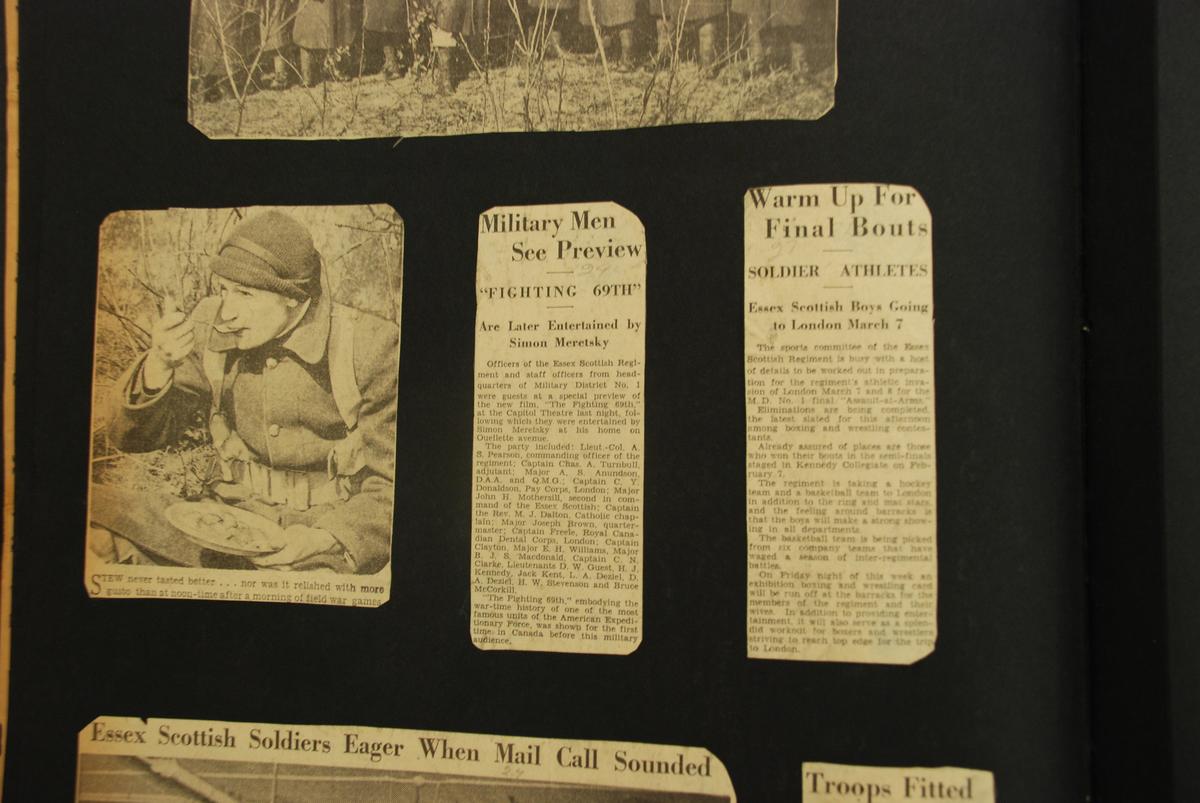 STEW never tasted better . . . nor was it relished with more
gusto than at noon-time after a morning of field war games
Military Men
See Preview
"FIGHTING 69TH"
Are Later Entertained by
Simon Meretsky
Officers of the Essex Scottish Regi-
ment and staff officers from head-
quarters of Military District No. 1
were guests at a special preview of
the new film, "The Fighting 69th,"
at the Capitol Theatre last night, fol-
lowing which they were entertained by
Simon Meretsky at his home on
Ouellette avenue.
The party included: Lieut.-Col. A.
S. Pearson, commanding officer of the
regiment; Captain Chas. A. Turnbull,
adjutant; Major A. S. Anundson,
D.A.A. and Q.M.G.; Captain C. Y.
Donaldson, Pay Corps, London; Major
John H. Mothersill, second in com-
mand of the Essex Scottish; Captain
the Rev. M. J. Dalton, Catholic chap-
lain; Major Joseph Brown, quarter-
master; Captain Freele, Royal Cana-
dian Dental Corps, London; Captain
Clayton, Major E. H. Williams, Major
B. J. S. Macdonald, Captain C. N.
Clarke, Lieutenants D. W. Guest, H. J.
Kennedy, Jack Kent, L. A. Deziel, D.
A. Deziel, H. W. Stevenson and Bruce
McCorkill.
"The Fighting 69th," embodying the
war-time history of one of the most
famous units of the American Expedi-
tionary Force, was shown for the first
time in Canada before this military
audience.
Warm Up For
Final Bouts
SOLDIER ATHLETES
Essex Scottish Boys Going
to London March 7
The sports committee of the Essex
Scottish Regiment is busy with a host
of details to be worked out in prepara-
tion for the regiment's athletic inva-
sion of London March 7 and 8 for the
M.D. No. 1 final "Assault-at-Arms."
Eliminations are being completed,
the latest slated for this afternoon
among boxing and wrestling contes-
tants.
Already assured of places are those
who won their bouts in the semi-finals
staged in Kennedy Collegiate on Feb-
ruary 7.
The regiment is taking a hockey
team and a basketball team to London
in addition to the ring and mat stars,
and the feeling around barracks is
that the boys will make a strong show-
ing in all departments.
The basketball team is being picked
from six company teams that have
waged a season of inter-regimental
battles.
On Friday night of this week an
exhibition boxing and wrestling card
will be run off at the barracks for the
members of the regiment and their
wives. In addition to providing enter-
tainment, it will also serve as a splen-
did workout for boxers and wrestlers
striving to reach top edge for the trip
to London.
Essex Scottish Soldiers Eager When Mail Call Sounded
Troops Fitted